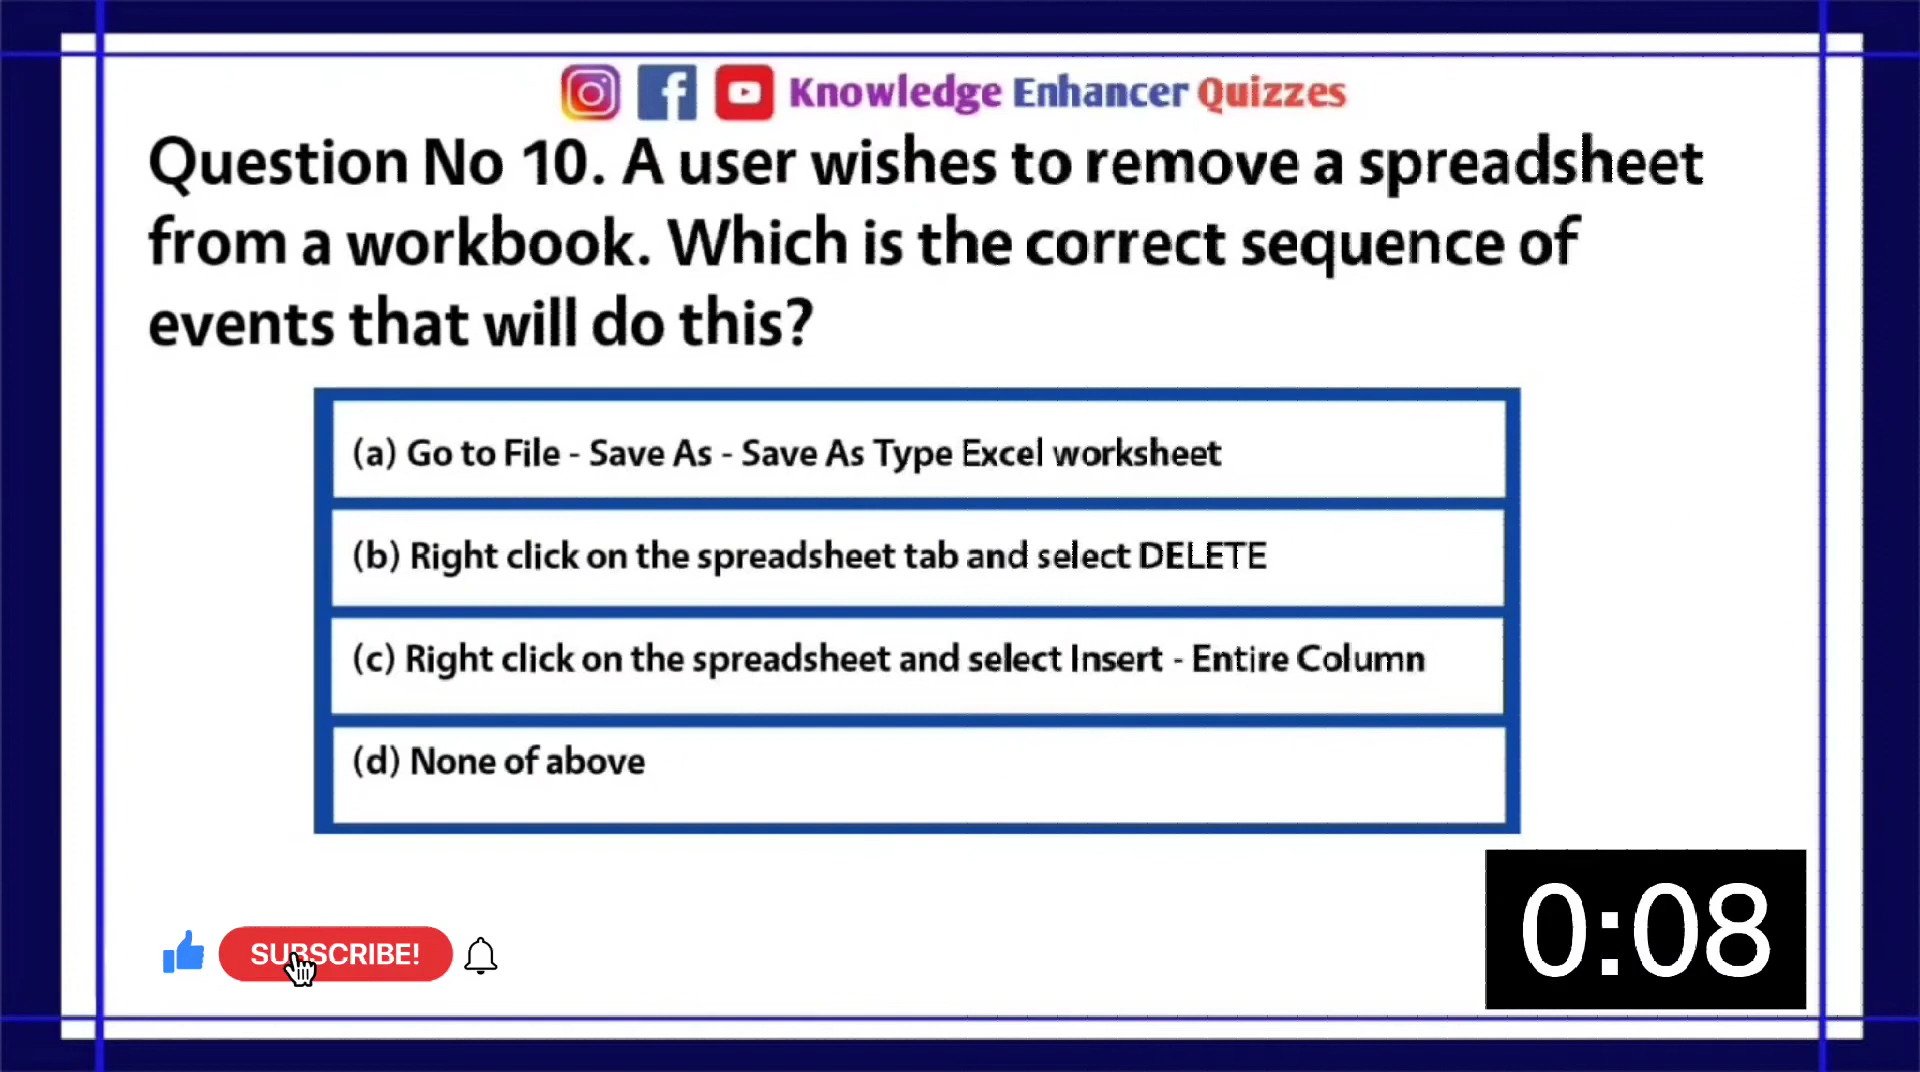 Knowledge Enhancer Quizzes
Question No 10. A user wishes to remove a spreadsheet
from a workbook. Which is the correct sequence of
events that will do this?
(a) Go to File - Save As - Save As Type Excel worksheet
(b) Right click on the spreadsheet tab and select DELETE
(c) Right click on the spreadsheet and select Insert - Entire Column
(d) None of above
SUBSCRIBE!
0:08